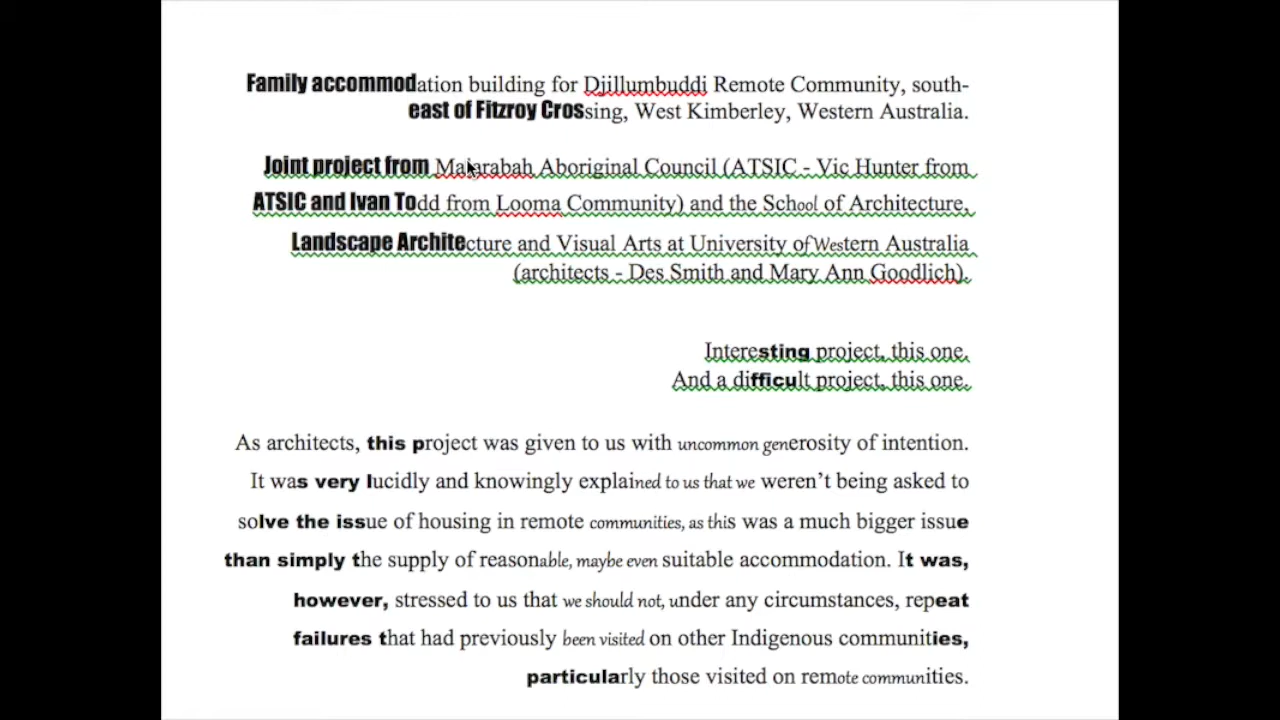 Family accommodation building for Djillumbuddi Remote Community, south-
east of Fitzroy Crossing, West Kimberley, Western Australia.
Joint project from Majarabah Aboriginal Council (ATSIC - Vic Hunter from
ATSIC and Ivan Todd from Looma Community) and the School of Architecture,
Landscape Architecture and Visual Arts at University of Western Australia
(architects - Des Smith and Mary Ann Goodlich).
Interesting project, this one.
And a difficult project, this one.
As architects, this project was given to us with uncommon generosity of intention.
It was very lucidly and knowingly explained to us that we weren’t being asked to
solve the issue of housing in remote communities, as this was a much bigger issue
than simply the supply of reasonable, maybe even suitable accommodation. It was,
however, stressed to us that we should not, under any circumstances, repeat
failures that had previously been visited on other Indigenous communities,
particularly those visited on remote communities.